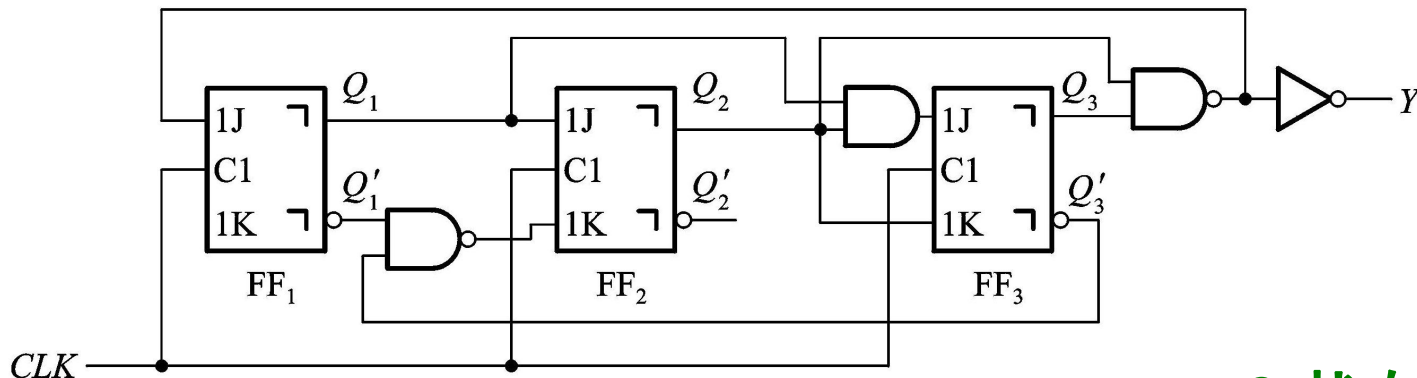 Q₁ Q₂ Q₃
1J 1J 1J Y
C1 Q₁′ C1 Q₂′ C1 Q₃′
1K 1K 1K
FF₁ FF₂ FF₃
CLK